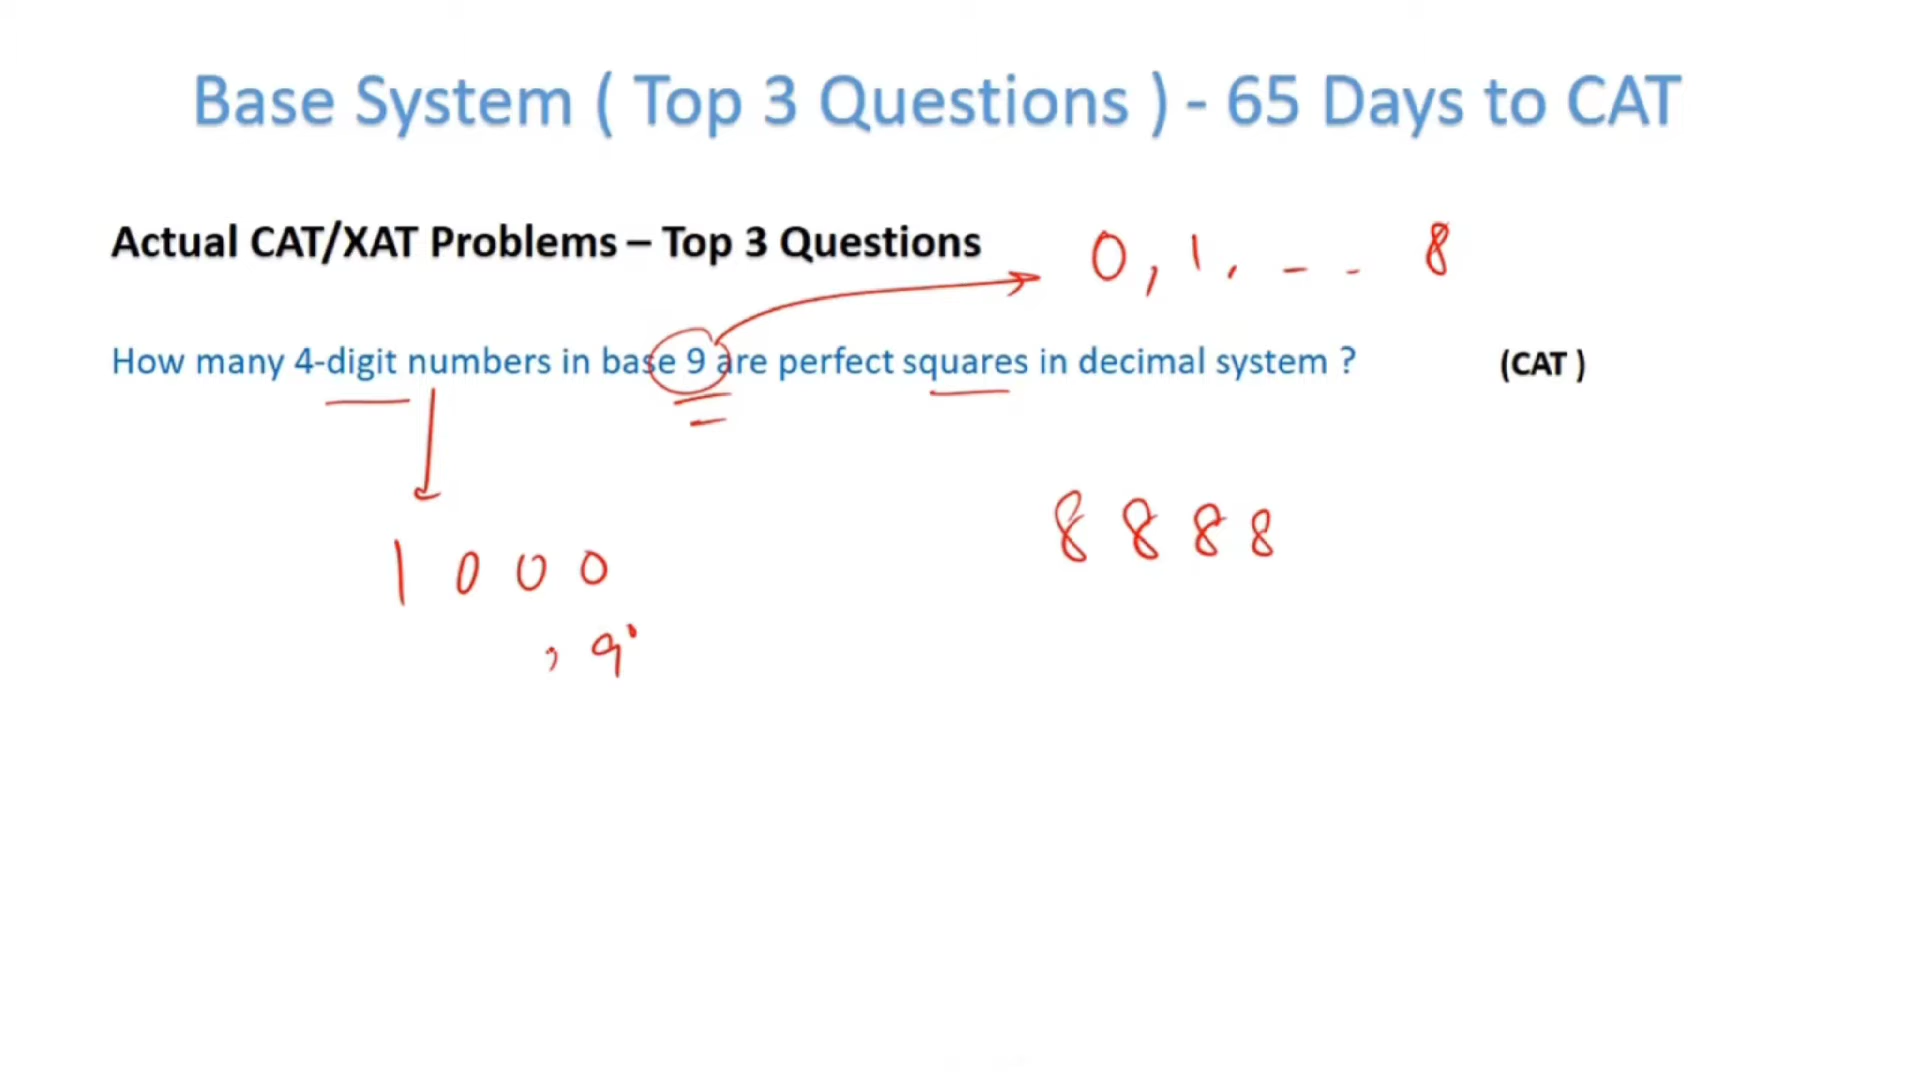 Base System ( Top 3 Questions ) - 65 Days to CAT
Actual CAT/XAT Problems – Top 3 Questions
0, 1, - - 8
How many 4-digit numbers in base 9 are perfect squares in decimal system ?
(CAT )
1 0 0 0
8 8 8 8
, 9⁰